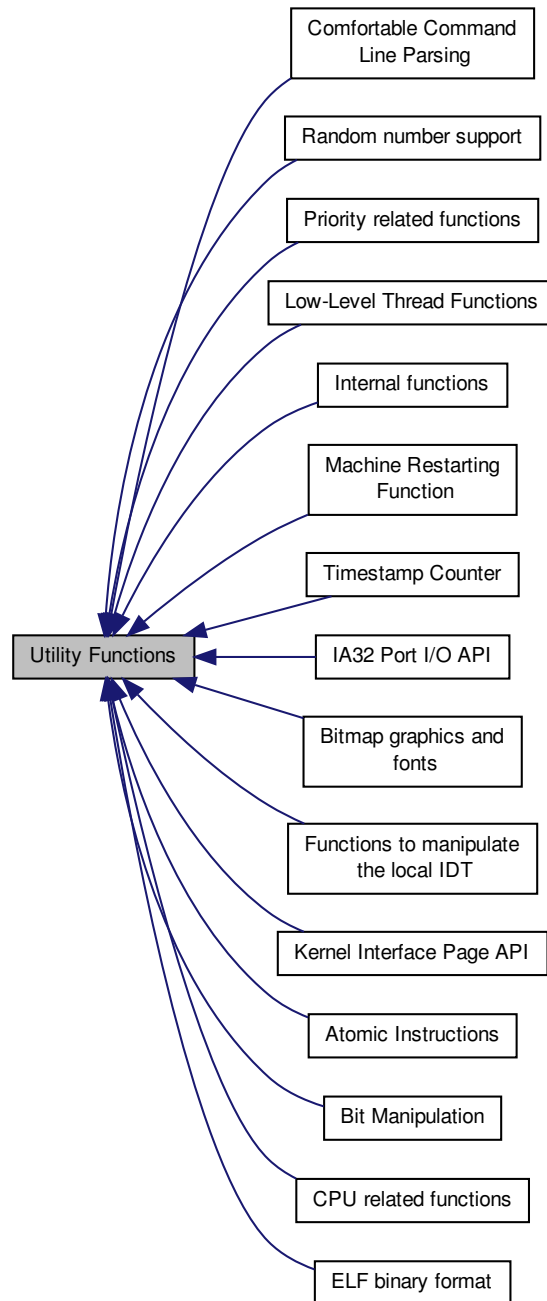 Comfortable Command
Line Parsing
Random number support
Priority related functions
Low-Level Thread Functions
Internal functions
Machine Restarting
Function
Timestamp Counter
Utility Functions
IA32 Port I/O API
Bitmap graphics and
fonts
Functions to manipulate
the local IDT
Kernel Interface Page API
Atomic Instructions
Bit Manipulation
CPU related functions
ELF binary format